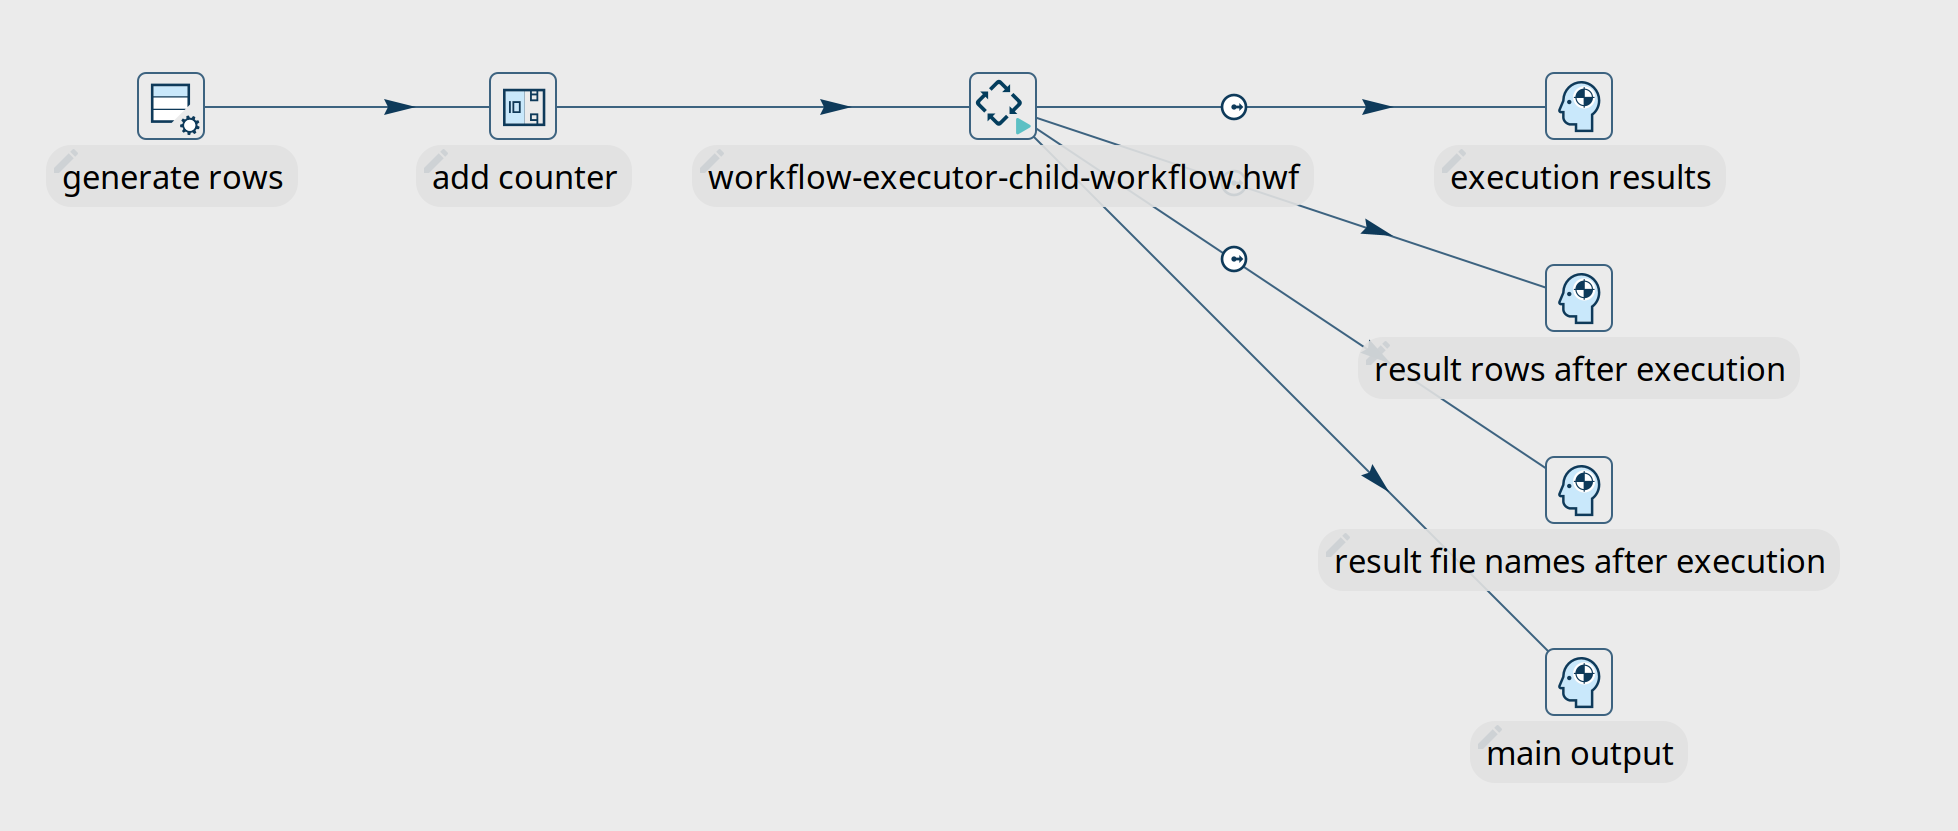 generate rows
add counter
workflow-executor-child-workflow.hwf
execution results
result rows after execution
result file names after execution
main output